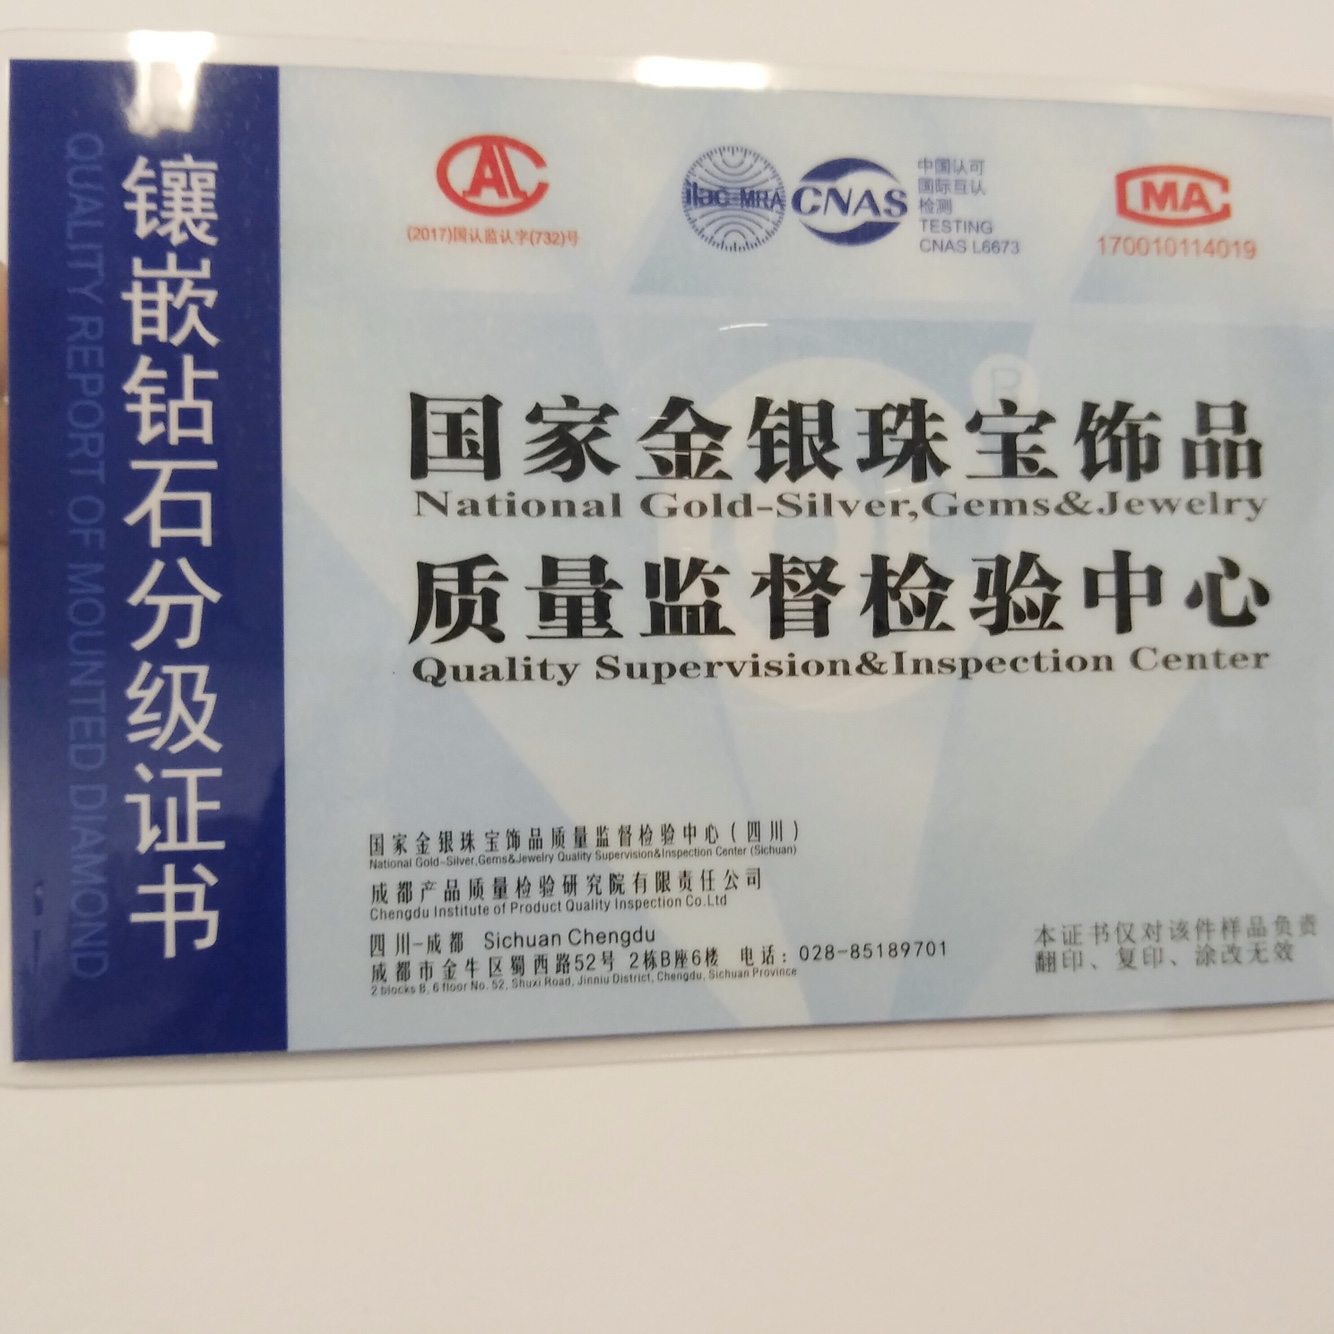 镶嵌钻石分级证书
QUALITY REPORT OF MOUNTED DIAMOND
CAL
(2017)国认监认字(732)号
ilac-MRA
CNAS
中国认可
国际互认
检测
TESTING
CNAS L6673
MA
170010114019
R
国家金银珠宝饰品
National Gold-Silver,Gems&Jewelry
质量监督检验中心
Quality Supervision&Inspection Center
国家金银珠宝饰品质量监督检验中心(四川)
National Gold-Silver,Gems&Jewelry Quality Supervision&Inspection Center (Sichuan)
成都产品质量检验研究院有限责任公司
Chengdu Institute of Product Quality Inspection Co.Ltd
四川-成都 Sichuan Chengdu
成都市金牛区蜀西路52号 2栋B座6楼 电话:028-85189701
2 blocks B, 6 floor No. 52, Shuxi Road, Jinniu District, Chengdu, Sichuan Province
本证书仅对该件样品负责
翻印、复印、涂改无效